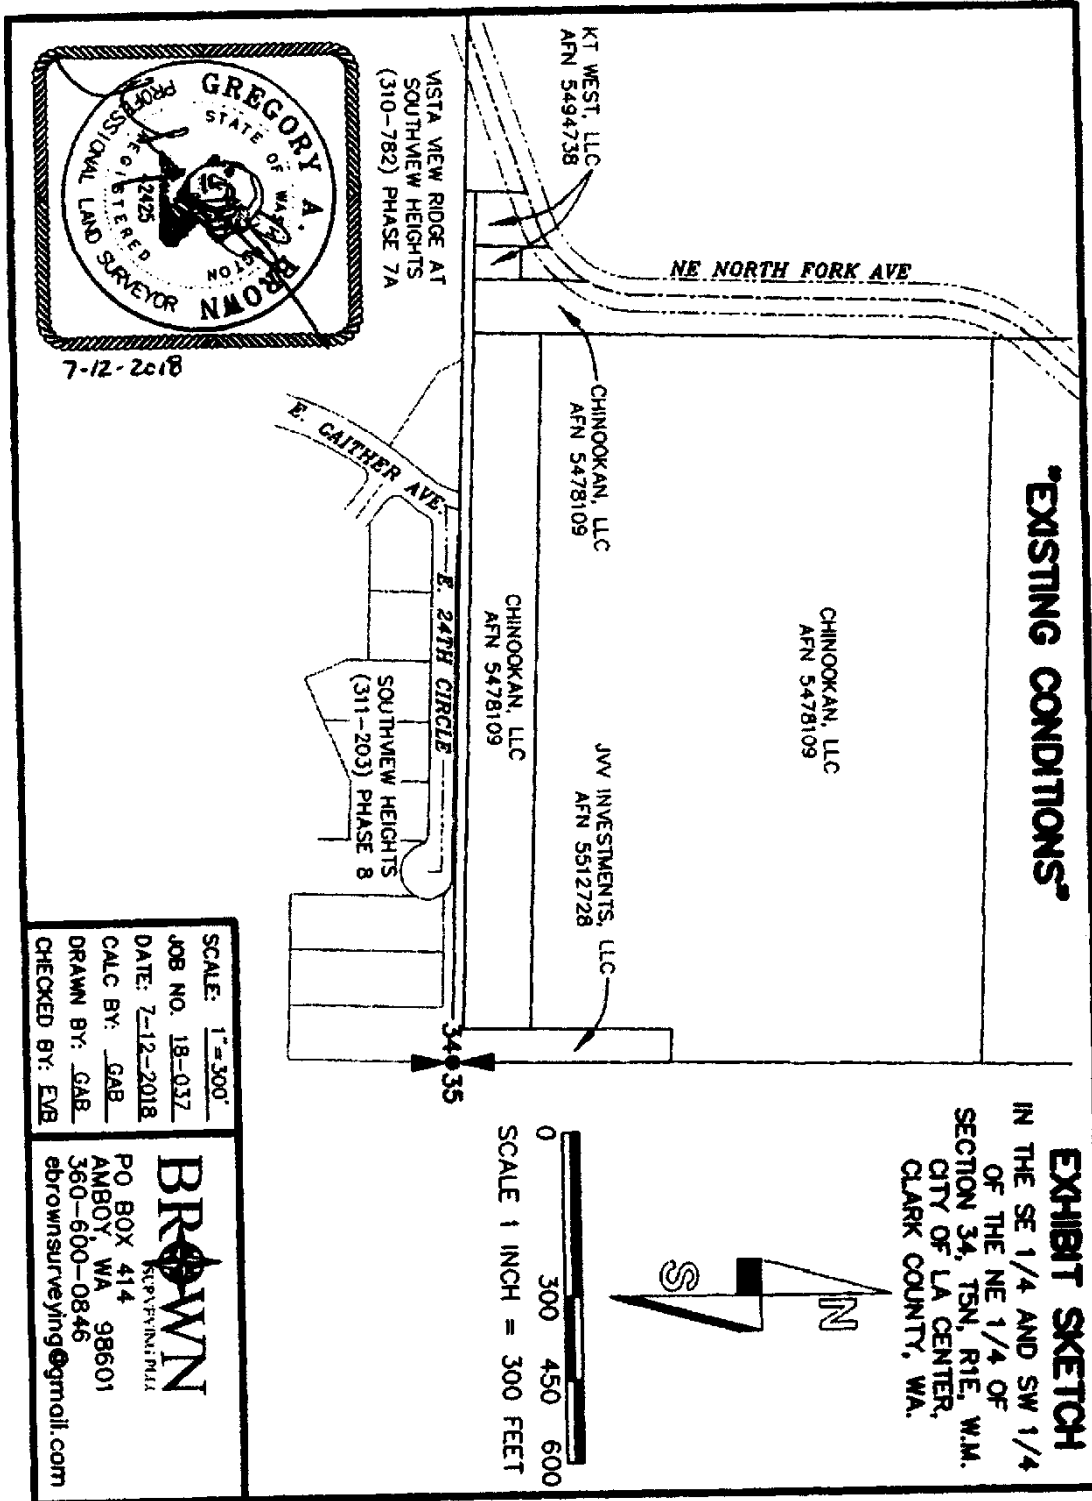 "EXISTING CONDITIONS"
EXHIBIT SKETCH
IN THE SE 1/4 AND SW 1/4
OF THE NE 1/4 OF
SECTION 34, T5N, R1E, W.M.
CITY OF LA CENTER,
CLARK COUNTY, WA.
N
S
0 300 450 600
SCALE 1 INCH = 300 FEET
NE NORTH FORK AVE
KT WEST, LLC
AFN 5494738
CHINOOKAN, LLC
AFN 5478109
CHINOOKAN, LLC
AFN 5478109
CHINOOKAN, LLC
AFN 5478109
JVV INVESTMENTS, LLC
AFN 5512728
34 35
VISTA VIEW RIDGE AT
SOUTHVIEW HEIGHTS
(310-782) PHASE 7A
E. GAITHER AVE.
E. 24TH CIRCLE
SOUTHVIEW HEIGHTS
(311-203) PHASE 8
GREGORY A. BROWN
STATE OF
REGISTERED
PROFESSIONAL LAND SURVEYOR
7-12-2018
SCALE: 1"=300'
JOB NO. 18-037
DATE: 7-12-2018
CALC BY: GAB
DRAWN BY: GAB
CHECKED BY: EVB
BROWN
SURVEYING PLLC
PO BOX 414
AMBOY, WA 98601
360-600-0846
ebrownsurveying@gmail.com